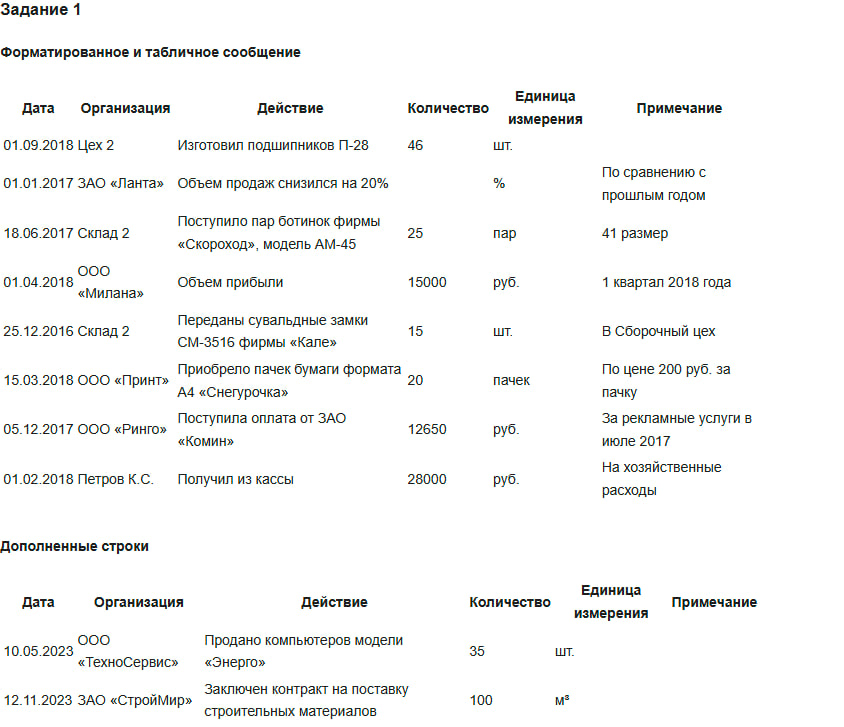 Задание 1
Форматированное и табличное сообщение
Дата Организация Действие Количество Единица измерения Примечание
01.09.2018 Цех 2 Изготовил подшипников П-28 46 шт.
01.01.2017 ЗАО «Ланта» Объем продаж снизился на 20% % По сравнению с прошлым годом
18.06.2017 Склад 2 Поступило пар ботинок фирмы «Скороход», модель АМ-45 25 пар 41 размер
01.04.2018 ООО «Милана» Объем прибыли 15000 руб. 1 квартал 2018 года
25.12.2016 Склад 2 Переданы сувальдные замки СМ-3516 фирмы «Кале» 15 шт. В Сборочный цех
15.03.2018 ООО «Принт» Приобрело пачек бумаги формата А4 «Снегурочка» 20 пачек По цене 200 руб. за пачку
05.12.2017 ООО «Ринго» Поступила оплата от ЗАО «Комин» 12650 руб. За рекламные услуги в июле 2017
01.02.2018 Петров К.С. Получил из кассы 28000 руб. На хозяйственные расходы
Дополненные строки
Дата Организация Действие Количество Единица измерения Примечание
10.05.2023 ООО «ТехноСервис» Продано компьютеров модели «Энерго» 35 шт.
12.11.2023 ЗАО «СтройМир» Заключен контракт на поставку строительных материалов 100 м³